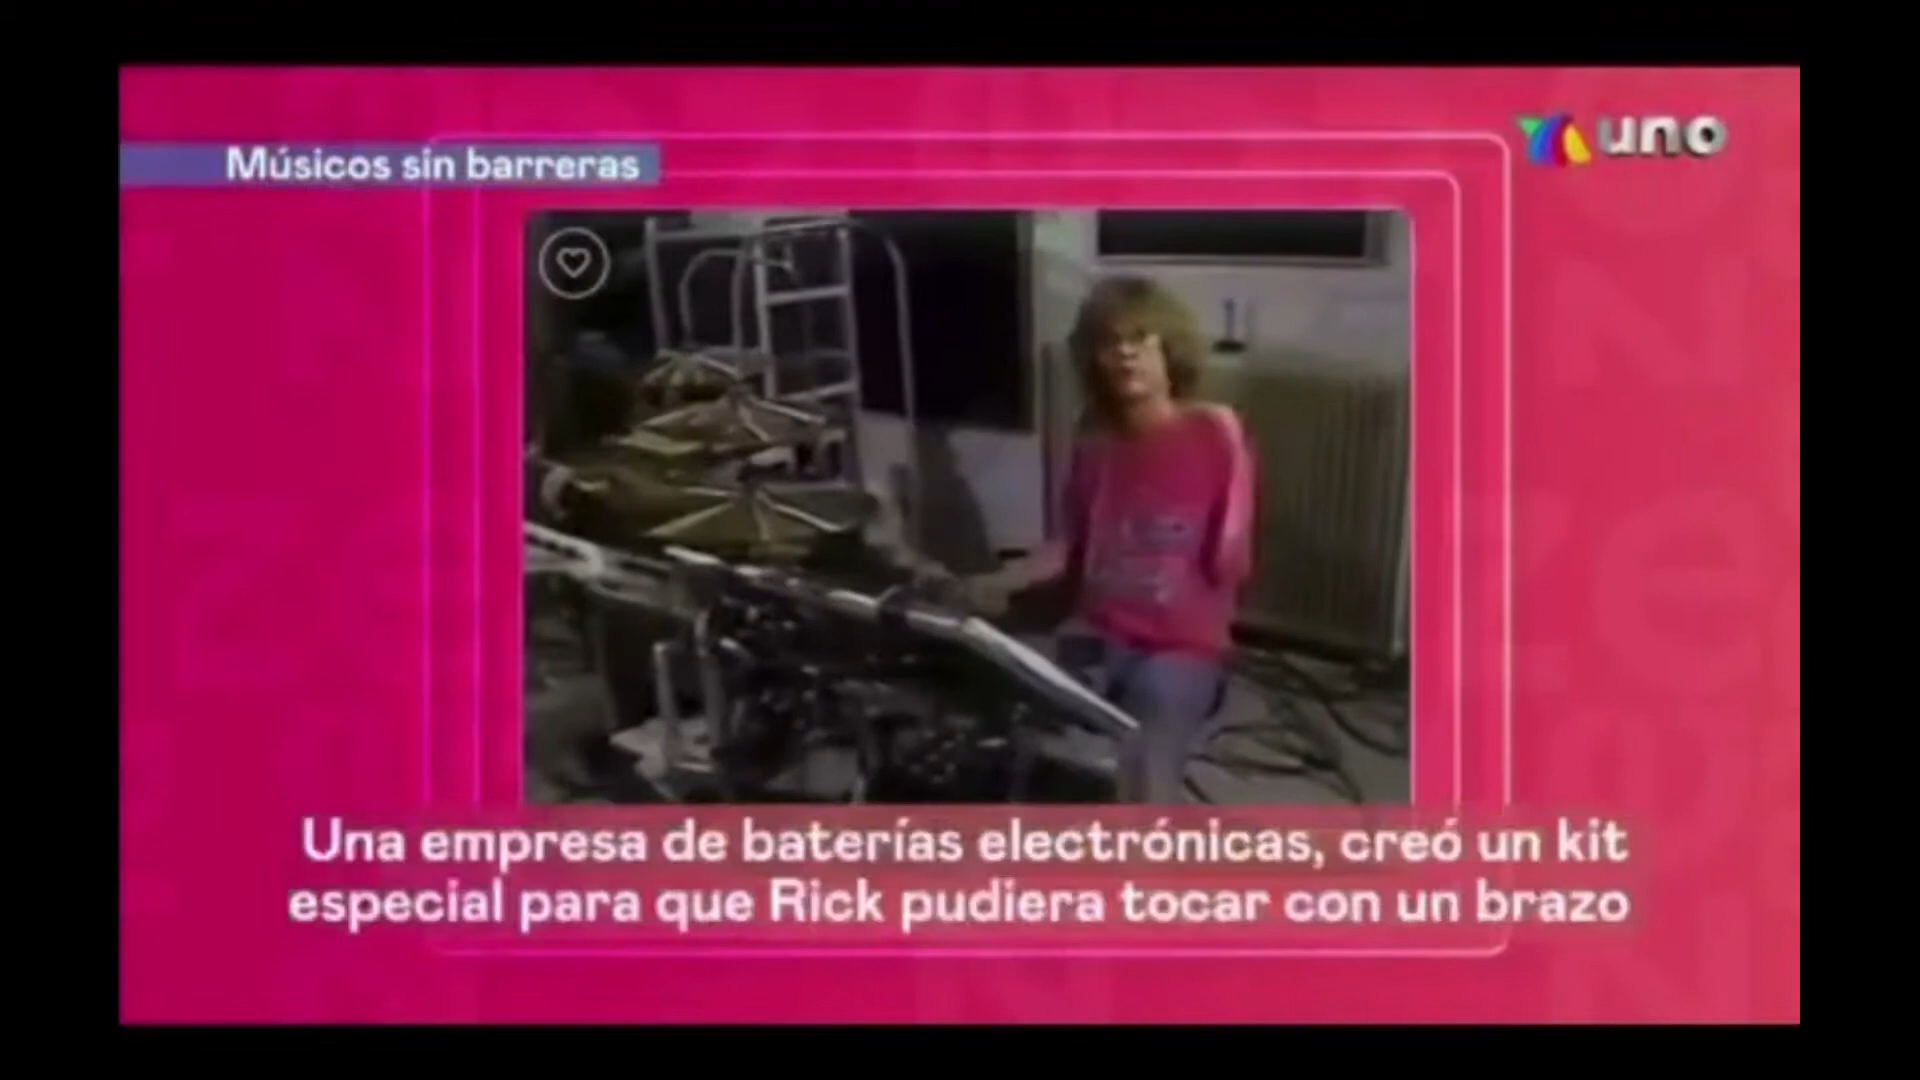 Músicos sin barreras
uno
Una empresa de baterías electrónicas, creó un kit
especial para que Rick pudiera tocar con un brazo